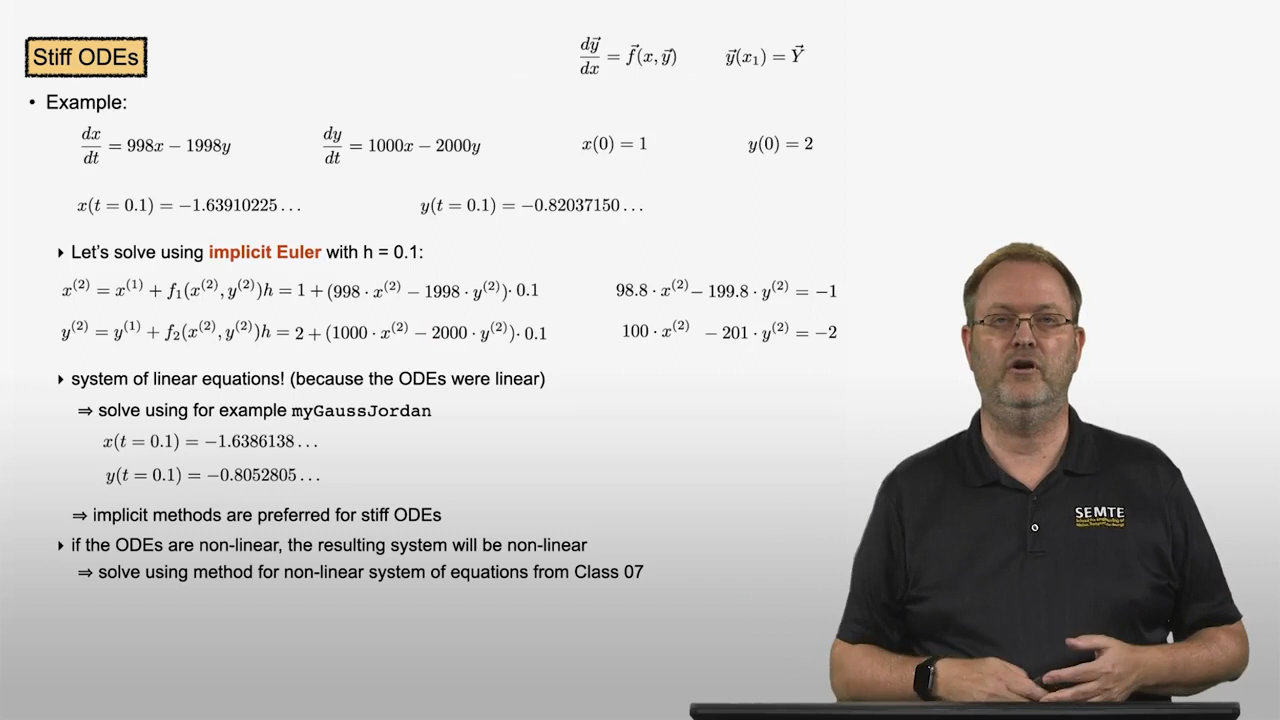 Stiff ODEs
dy⃗/dx = f⃗(x, y⃗) y⃗(x₁) = Y⃗
• Example:
dx/dt = 998x − 1998y dy/dt = 1000x − 2000y x(0) = 1 y(0) = 2
x(t = 0.1) = −1.63910225... y(t = 0.1) = −0.82037150...
‣ Let's solve using implicit Euler with h = 0.1:
x⁽²⁾ = x⁽¹⁾ + f₁(x⁽²⁾, y⁽²⁾)h = 1 + (998 · x⁽²⁾ − 1998 · y⁽²⁾) · 0.1 98.8 · x⁽²⁾ − 199.8 · y⁽²⁾ = −1
y⁽²⁾ = y⁽¹⁾ + f₂(x⁽²⁾, y⁽²⁾)h = 2 + (1000 · x⁽²⁾ − 2000 · y⁽²⁾) · 0.1 100 · x⁽²⁾ − 201 · y⁽²⁾ = −2
‣ system of linear equations! (because the ODEs were linear)
⇒ solve using for example myGaussJordan
x(t = 0.1) = −1.6386138...
y(t = 0.1) = −0.8052805...
⇒ implicit methods are preferred for stiff ODEs
‣ if the ODEs are non-linear, the resulting system will be non-linear
⇒ solve using method for non-linear system of equations from Class 07
SEMTE